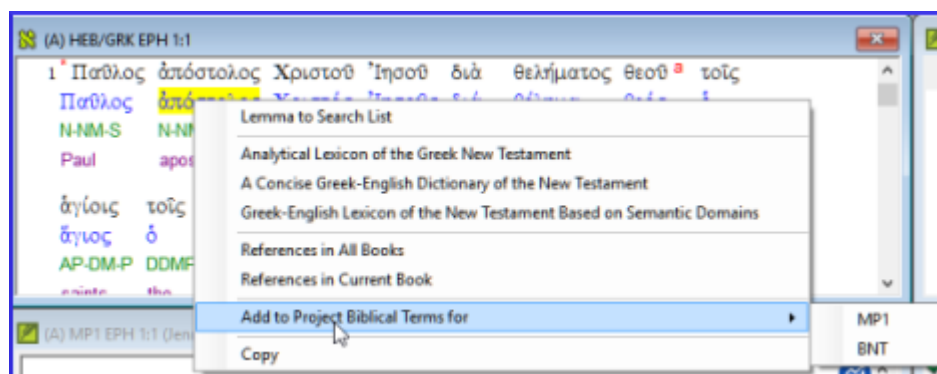 (A) HEB/GRK EPH 1:1
1 * Παῦλος ἀπόστολος Χριστοῦ Ἰησοῦ διὰ θελήματος θεοῦ a τοῖς
Παῦλος
N-NM-S
Paul
ἁγίοις τοῖς
ἅγιος ὁ
AP-DM-P
saints the
Lemma to Search List
Analytical Lexicon of the Greek New Testament
A Concise Greek-English Dictionary of the New Testament
Greek-English Lexicon of the New Testament Based on Semantic Domains
References in All Books
References in Current Book
Add to Project Biblical Terms for
Copy
MP1
BNT
(A) MP1 EPH 1:1